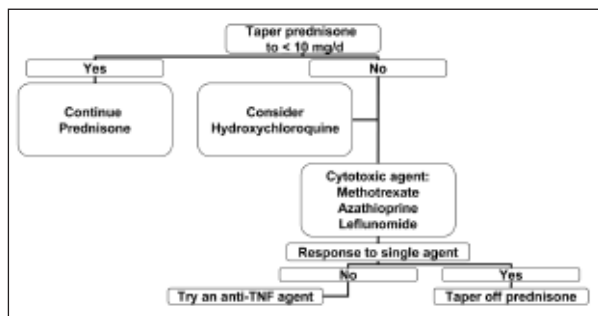 Taper prednisone
to < 10 mg/d
Yes
No
Continue
Prednisone
Consider
Hydroxychloroquine
Cytotoxic agent:
Methotrexate
Azathioprine
Leflunomide
Response to single agent
No
Yes
Try an anti-TNF agent
Taper off prednisone